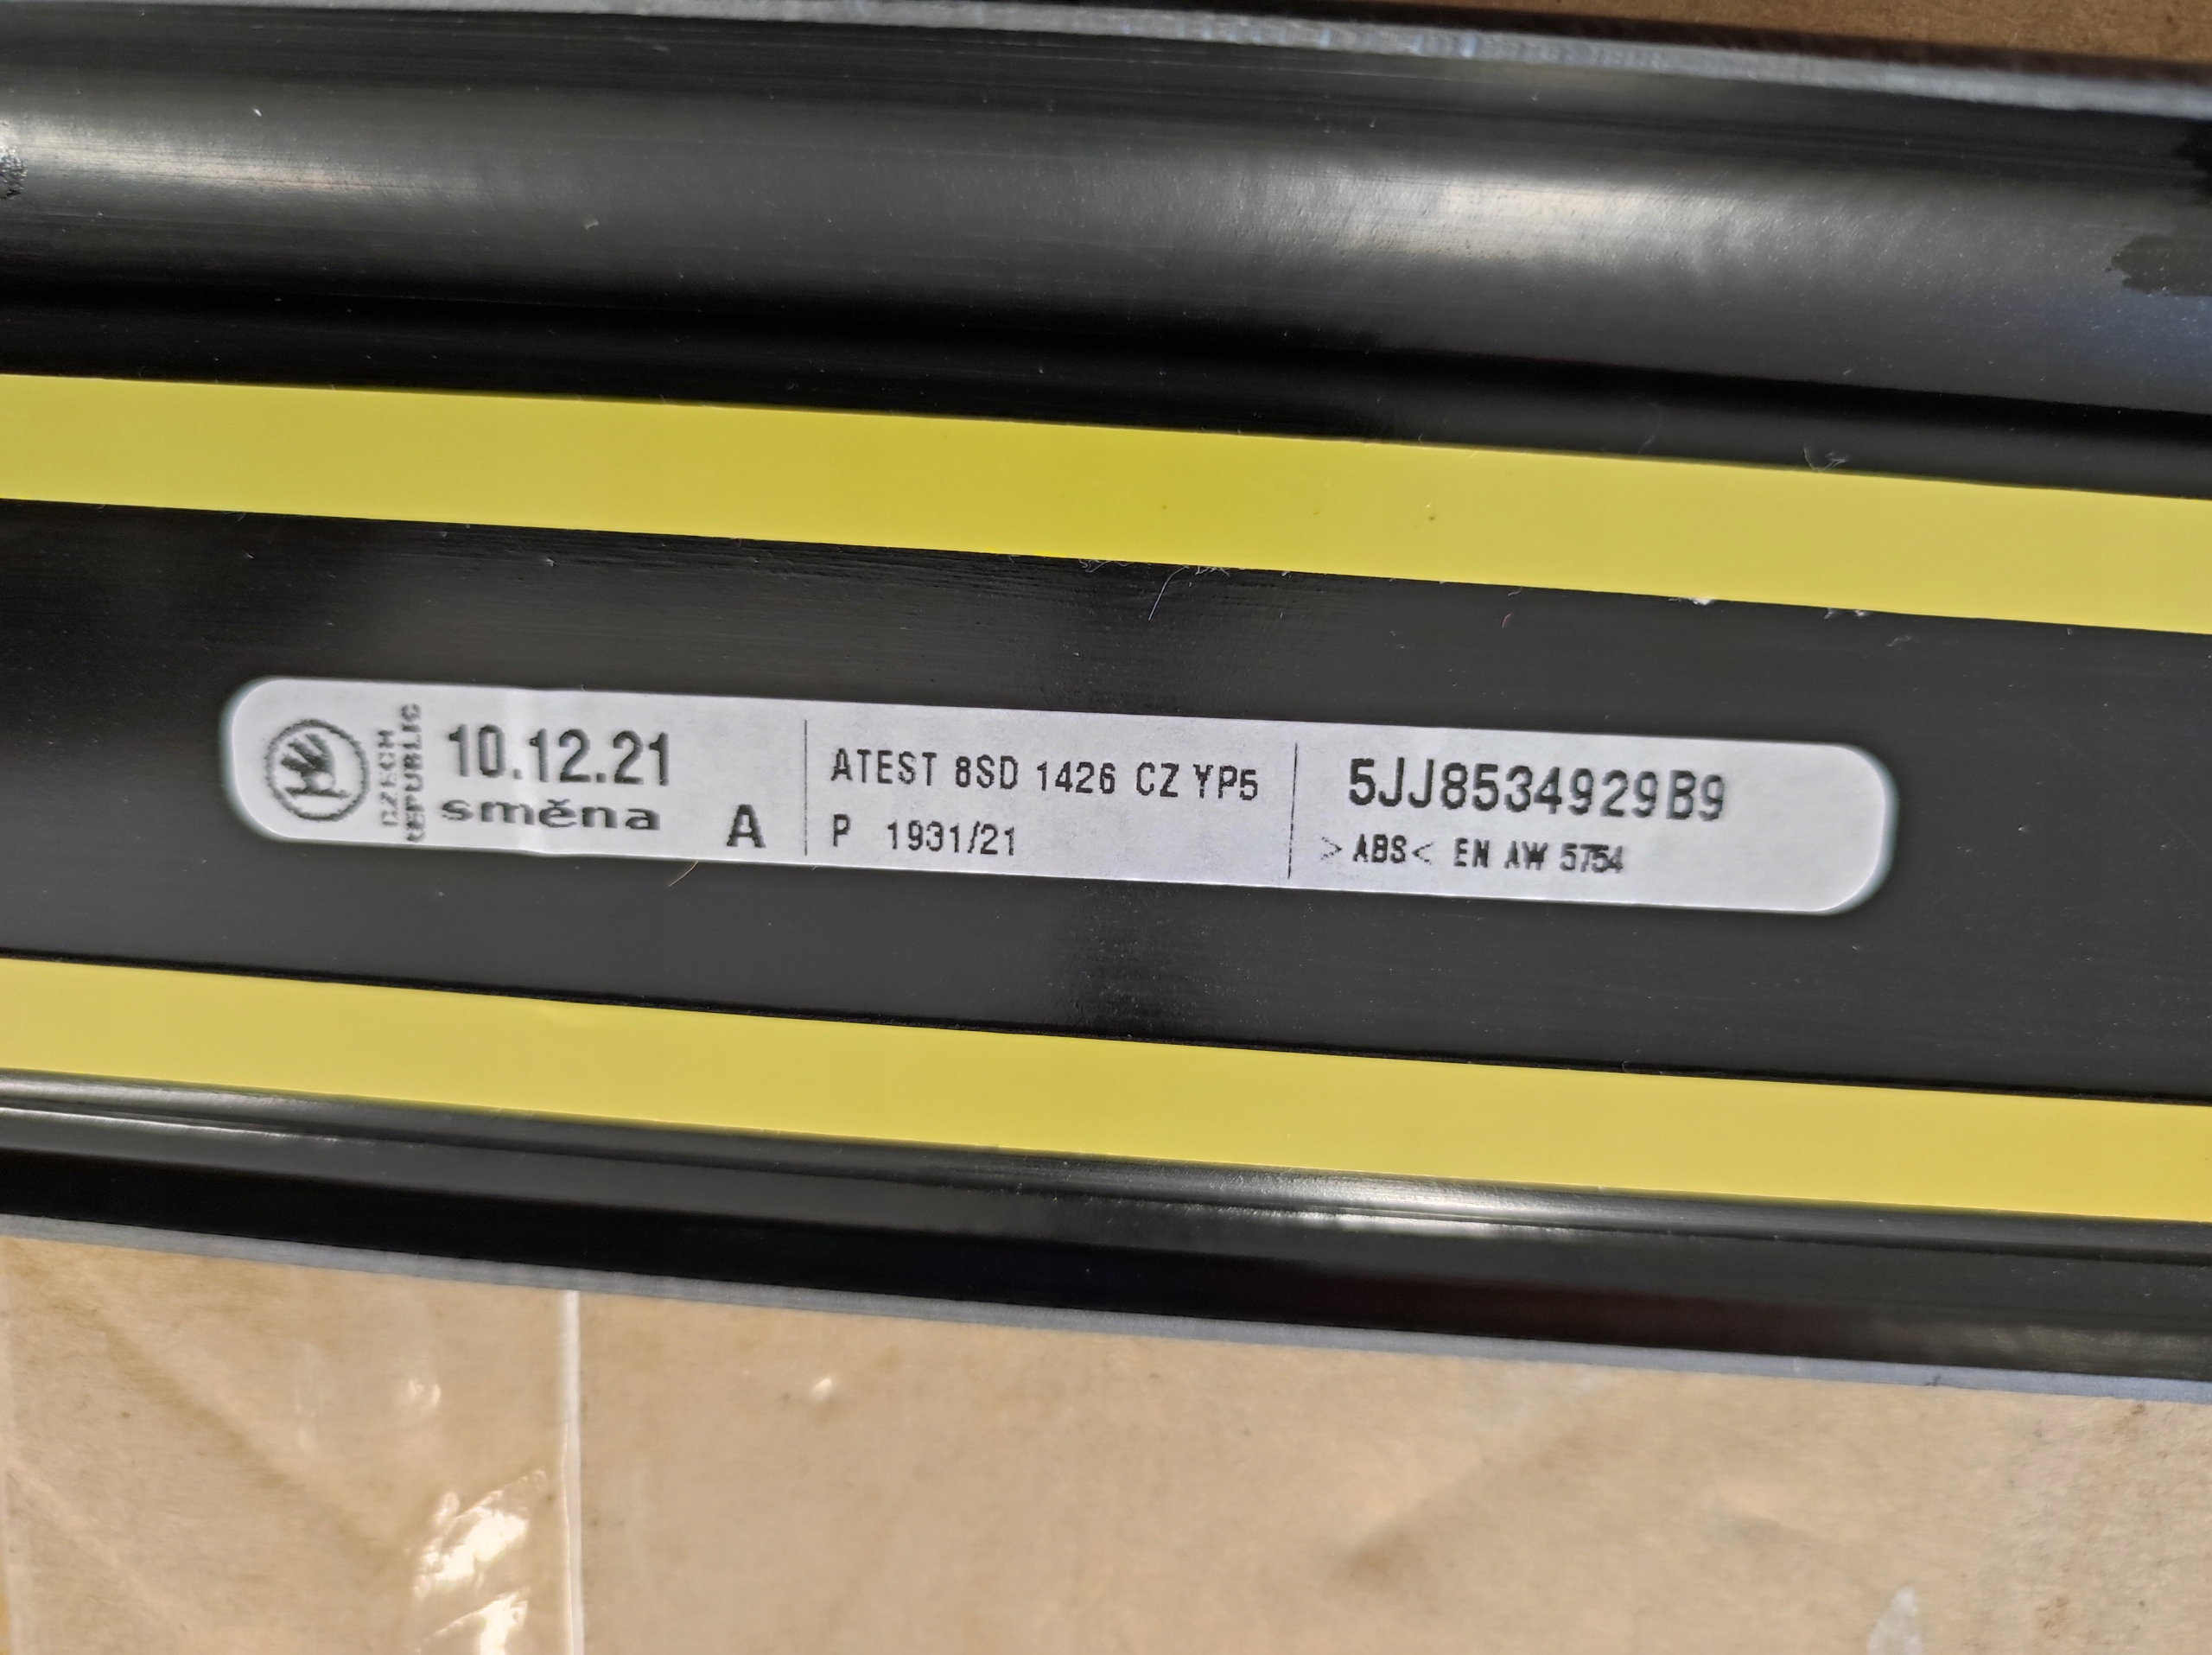 CZECH
REPUBLIC
10.12.21
směna A
ATEST 8SD 1426 CZ YP5
P 1931/21
5JJ8534929B9
>ABS< EN AW 5754